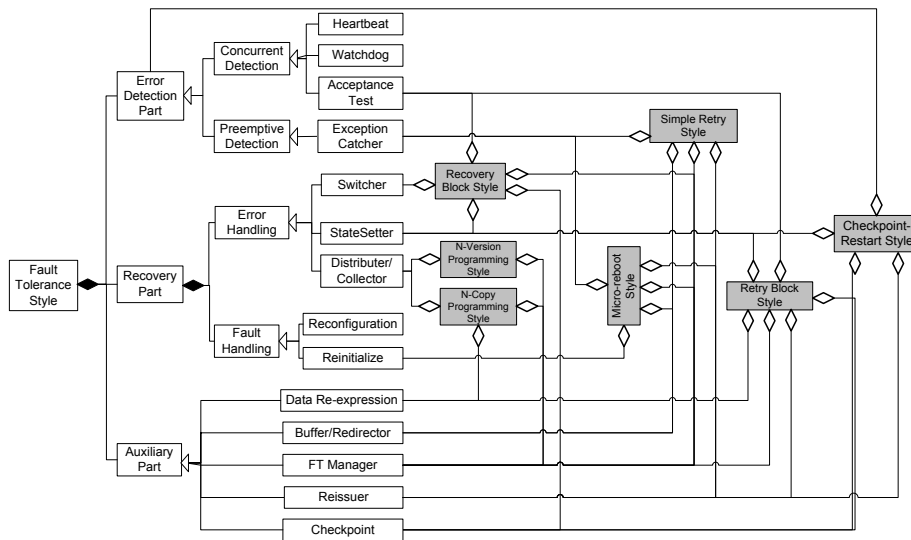 Heartbeat
Concurrent
Detection
Watchdog
Error
Detection
Part
Acceptance
Test
Simple Retry
Style
Preemptive
Detection
Exception
Catcher
Recovery
Block Style
Switcher
Error
Handling
StateSetter
Checkpoint-
Restart Style
N-Version
Programming
Style
Distributer/
Collector
Fault
Tolerance
Style
Recovery
Part
Micro-reboot
Style
N-Copy
Programming
Style
Retry Block
Style
Fault
Handling
Reconfiguration
Reinitialize
Data Re-expression
Buffer/Redirector
Auxiliary
Part
FT Manager
Reissuer
Checkpoint